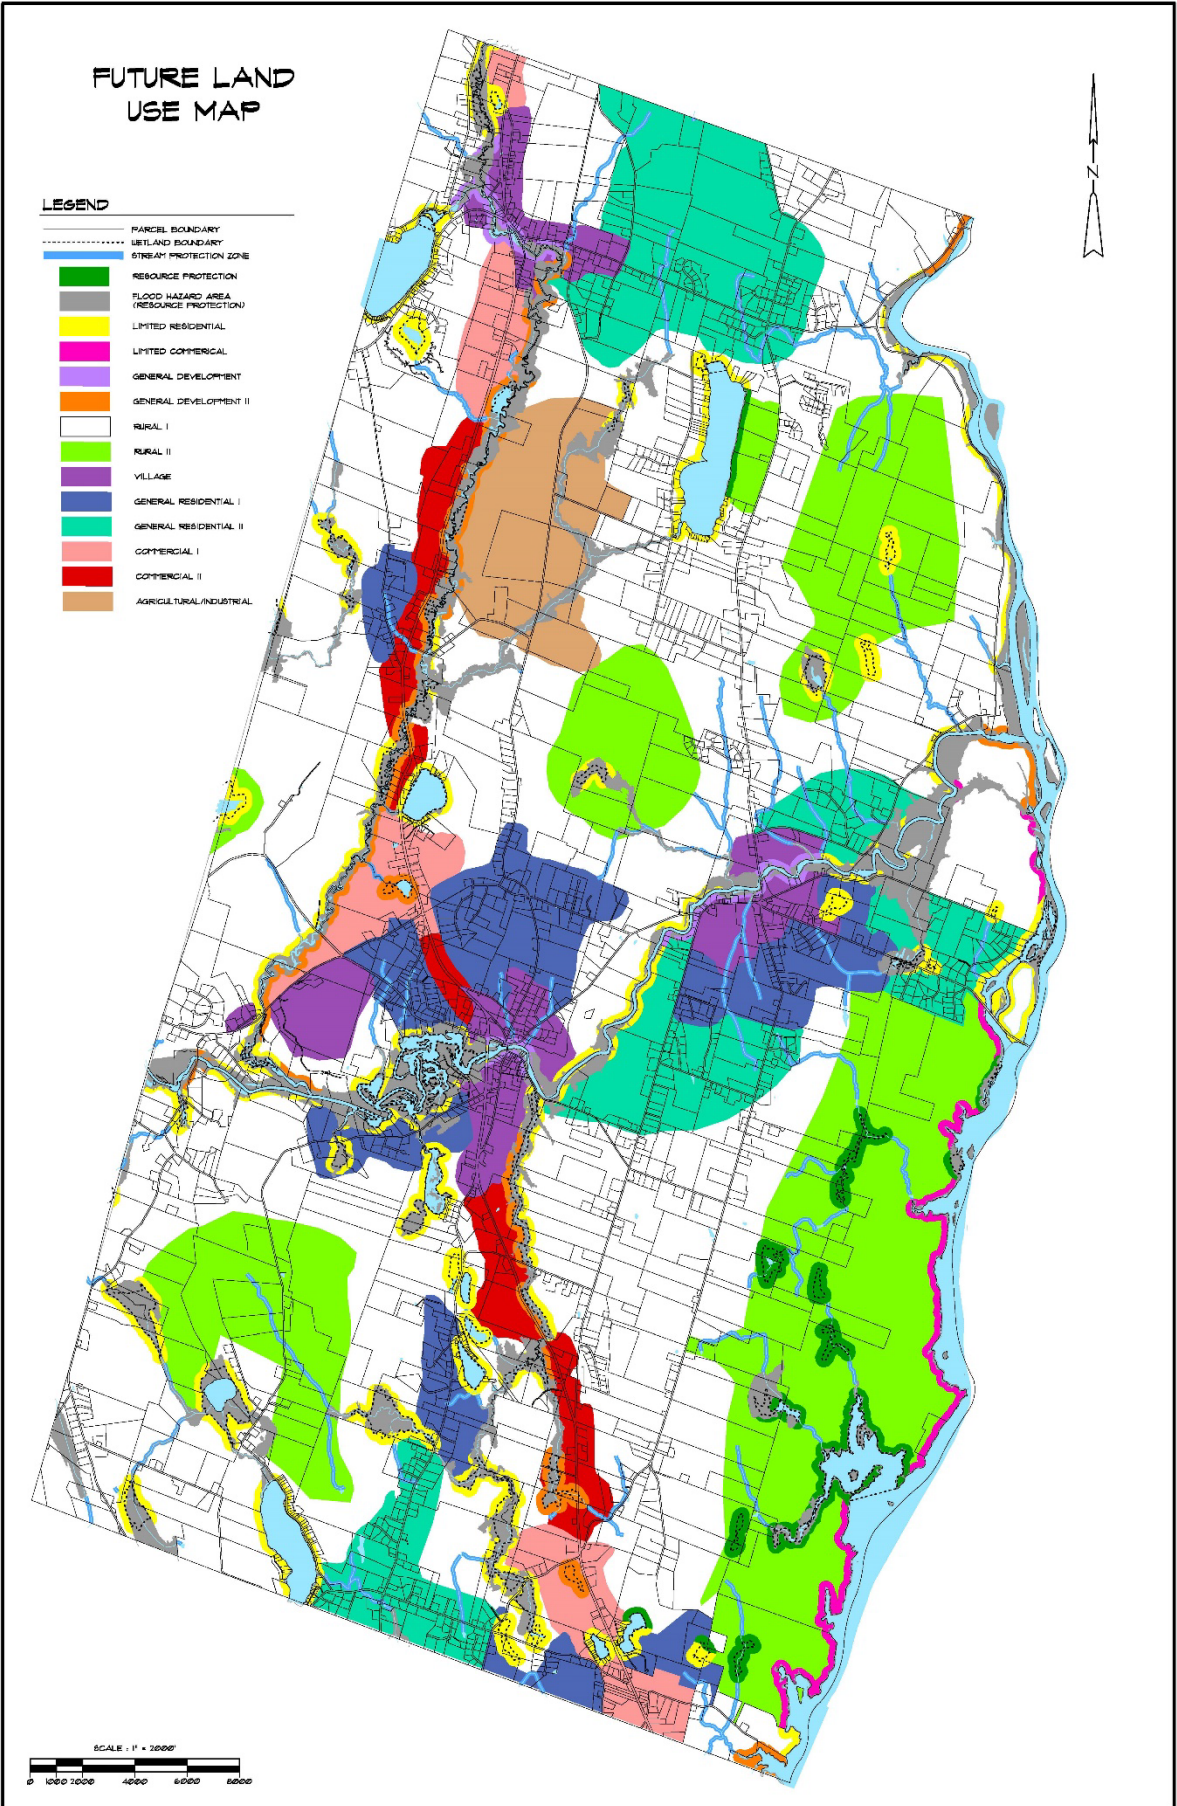 FUTURE LAND
USE MAP
N
LEGEND
PARCEL BOUNDARY
WETLAND BOUNDARY
STREAM PROTECTION ZONE
RESOURCE PROTECTION
FLOOD HAZARD AREA
(RESOURCE PROTECTION)
LIMITED RESIDENTIAL
LIMITED COMMERICAL
GENERAL DEVELOPMENT
GENERAL DEVELOPMENT II
RURAL I
RURAL II
VILLAGE
GENERAL RESIDENTIAL I
GENERAL RESIDENTIAL II
COMMERCIAL I
COMMERCIAL II
AGRICULTURAL/INDUSTRIAL
SCALE : 1" = 2000'
0 1000 2000 4000 6000 8000